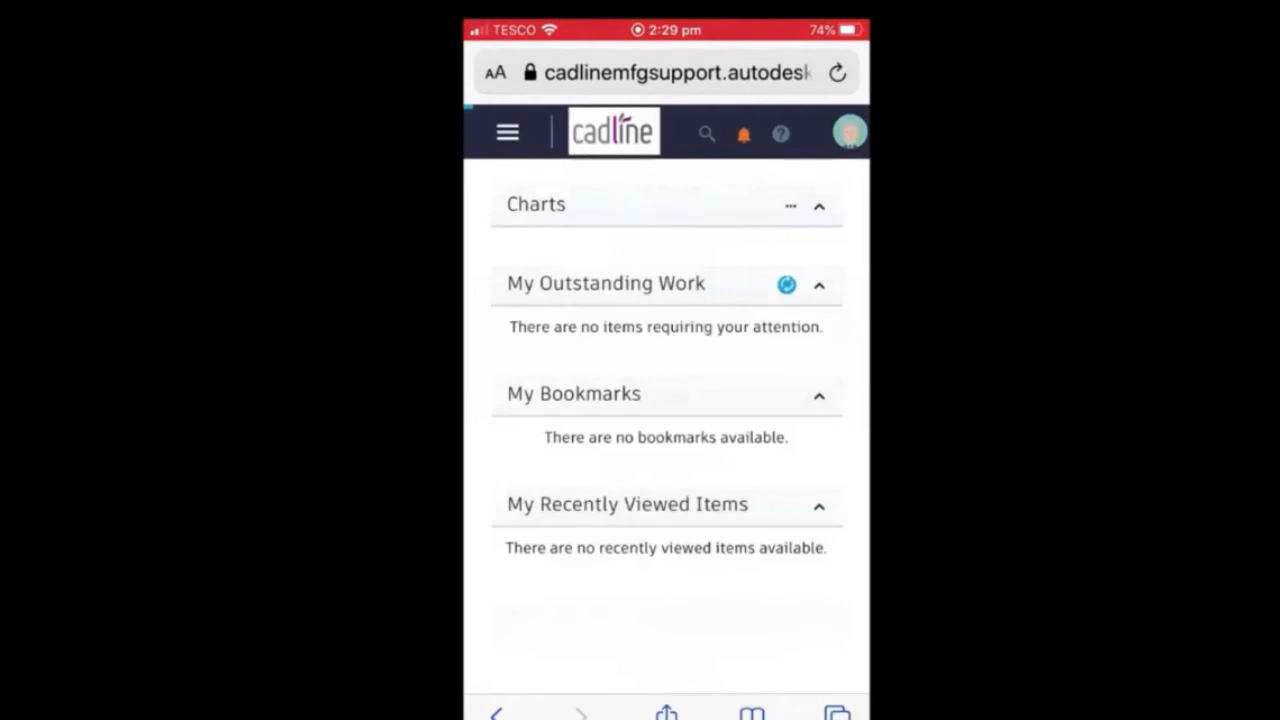 TESCO 2:29 pm 74%
AA cadlinemfgsupport.autodesk
cadline
Charts
My Outstanding Work
There are no items requiring your attention.
My Bookmarks
There are no bookmarks available.
My Recently Viewed Items
There are no recently viewed items available.